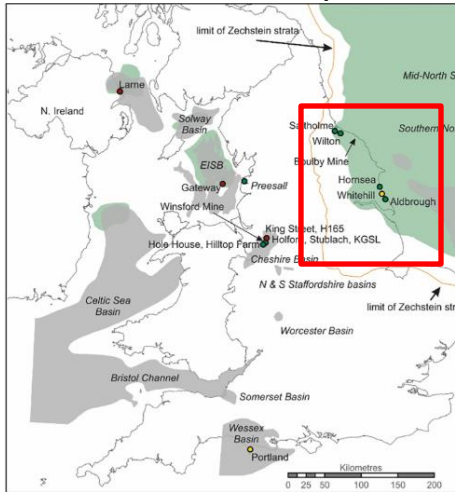 limit of Zechstein strata
Mid-North S
Larne
N. Ireland
Solway
Basin
Saltholme
Wilton
Southern No
EISB
Boulby Mine
Gateway
Preesall
Hornsea
Whitehill
Aldbrough
Winsford Mine
King Street, H165
Holford, Stublach, KGSL
Hole House, Hilltop Farm
Cheshire Basin
N & S Staffordshire basins
limit of Zechstein str
Celtic Sea
Basin
Worcester Basin
Bristol Channel
Somerset Basin
Wessex
Basin
Portland
Kilometres
0 25 50 100 150 200